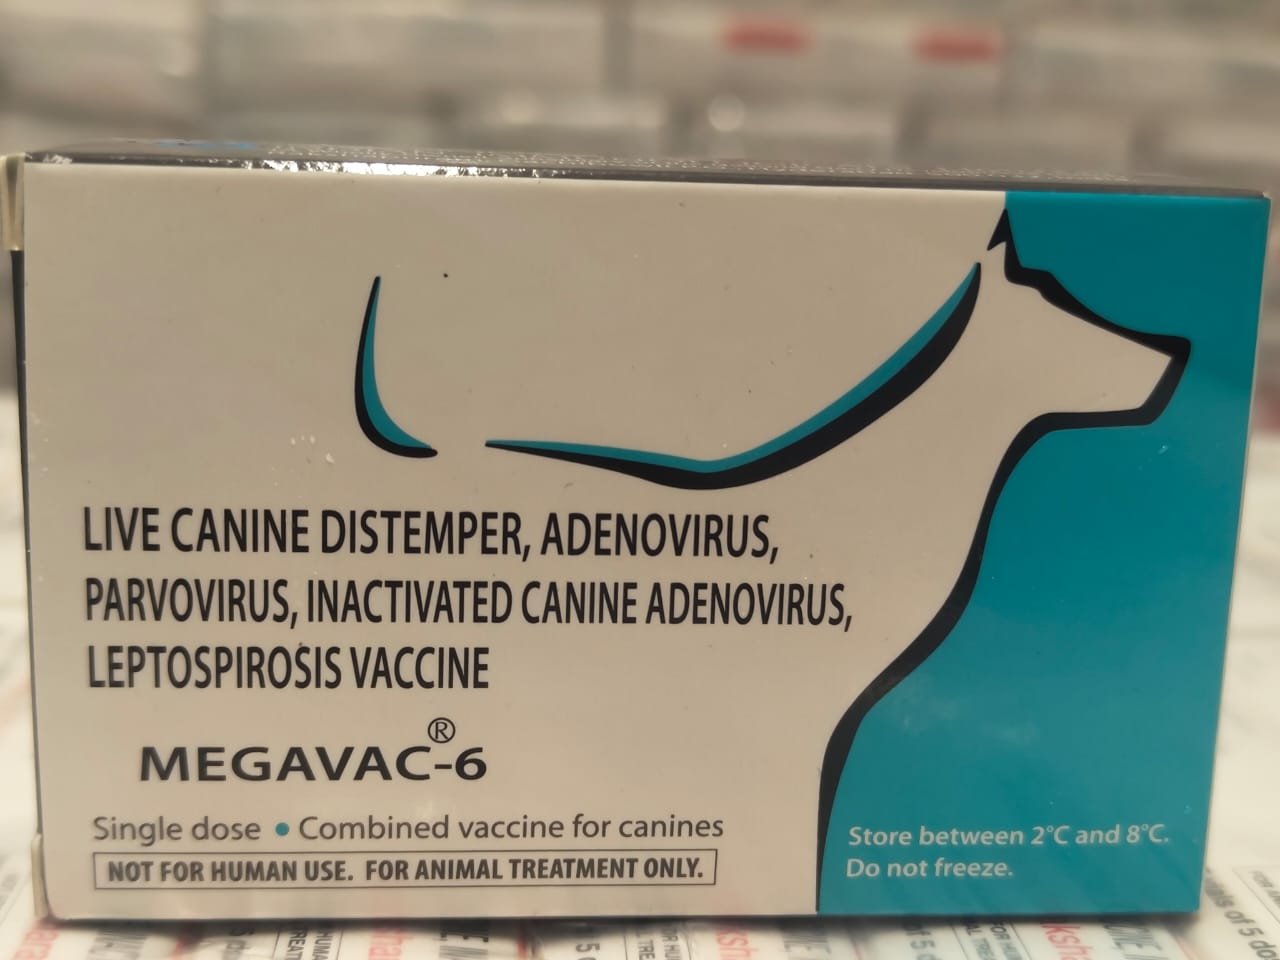 LIVE CANINE DISTEMPER, ADENOVIRUS,
PARVOVIRUS, INACTIVATED CANINE ADENOVIRUS,
LEPTOSPIROSIS VACCINE
MEGAVAC®-6
Single dose • Combined vaccine for canines
NOT FOR HUMAN USE. FOR ANIMAL TREATMENT ONLY.
Store between 2°C and 8°C.
Do not freeze.